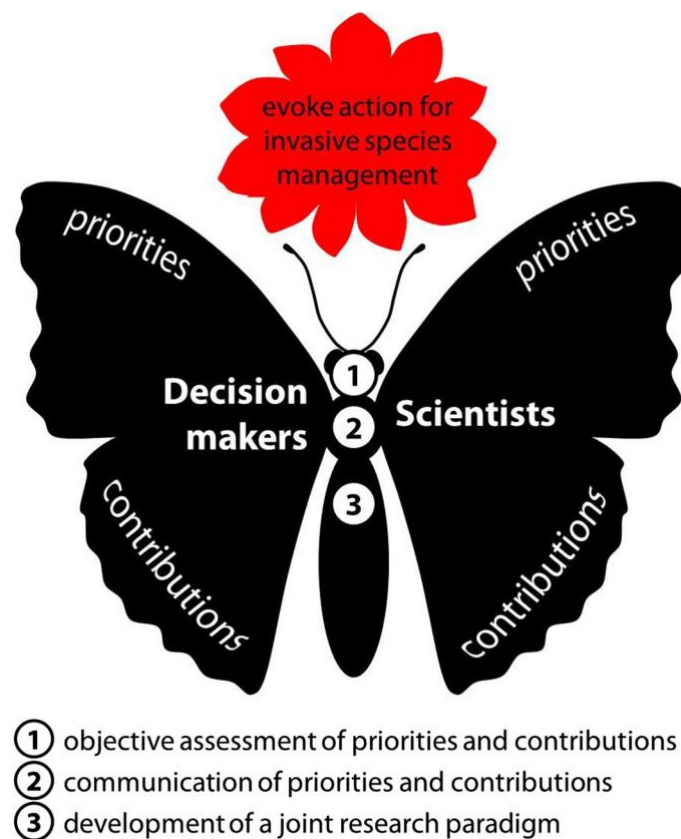 evoke action for
invasive species
management
priorities
priorities
Decision
makers
Scientists
contributions
contributions
1
2
3
1 objective assessment of priorities and contributions
2 communication of priorities and contributions
3 development of a joint research paradigm